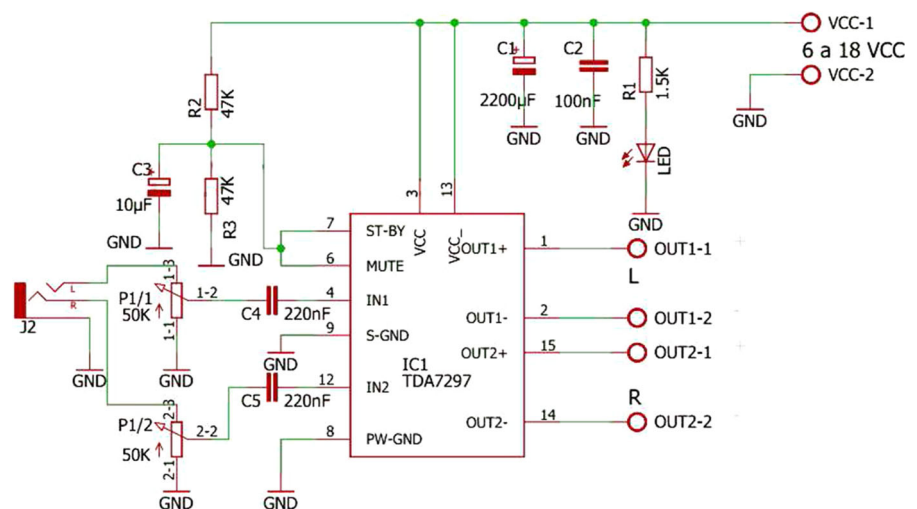 VCC-1
6 a 18 VCC
VCC-2
GND
C1
+
2200µF
GND
C2
100nF
GND
R1
1.5K
LED
GND
R2
47K
C3
+
10µF
GND
47K
R3
GND
3
13
VCC
VCC_
7
ST-BY
6
MUTE
4
IN1
9
S-GND
12
IN2
8
PW-GND
IC1
TDA7297
OUT1+
1
OUT1-1
L
OUT1-
2
OUT1-2
OUT2+
15
OUT2-1
R
OUT2-
14
OUT2-2
J2
L
R
GND
P1/1
50K
1-3
1-2
1-1
GND
C4
220nF
GND
C5
220nF
P1/2
50K
2-3
2-2
2-1
GND
GND